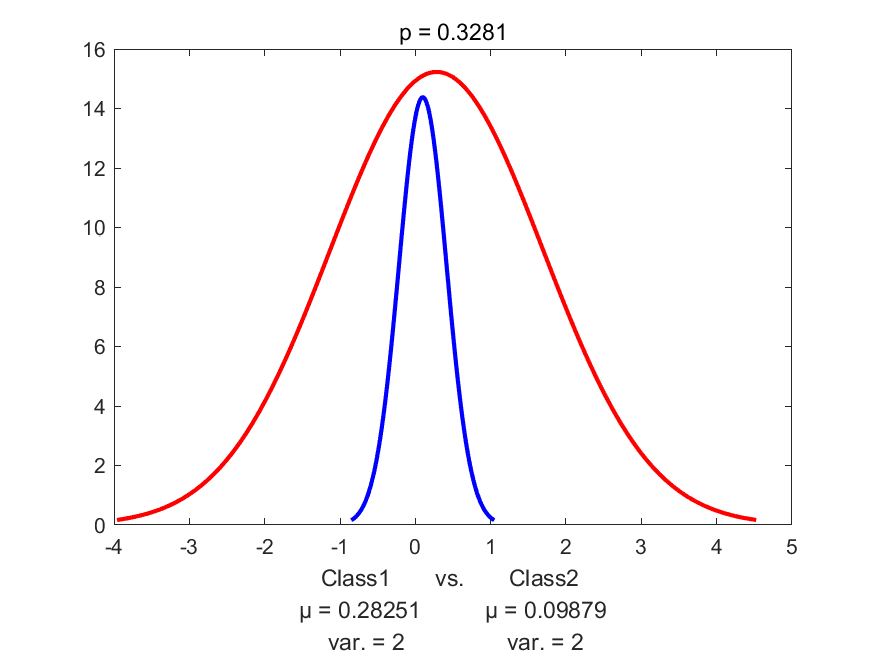 p = 0.3281
16
14
12
10
8
6
4
2
0
-4 -3 -2 -1 0 1 2 3 4 5
Class1 vs. Class2
μ = 0.28251 μ = 0.09879
var. = 2 var. = 2